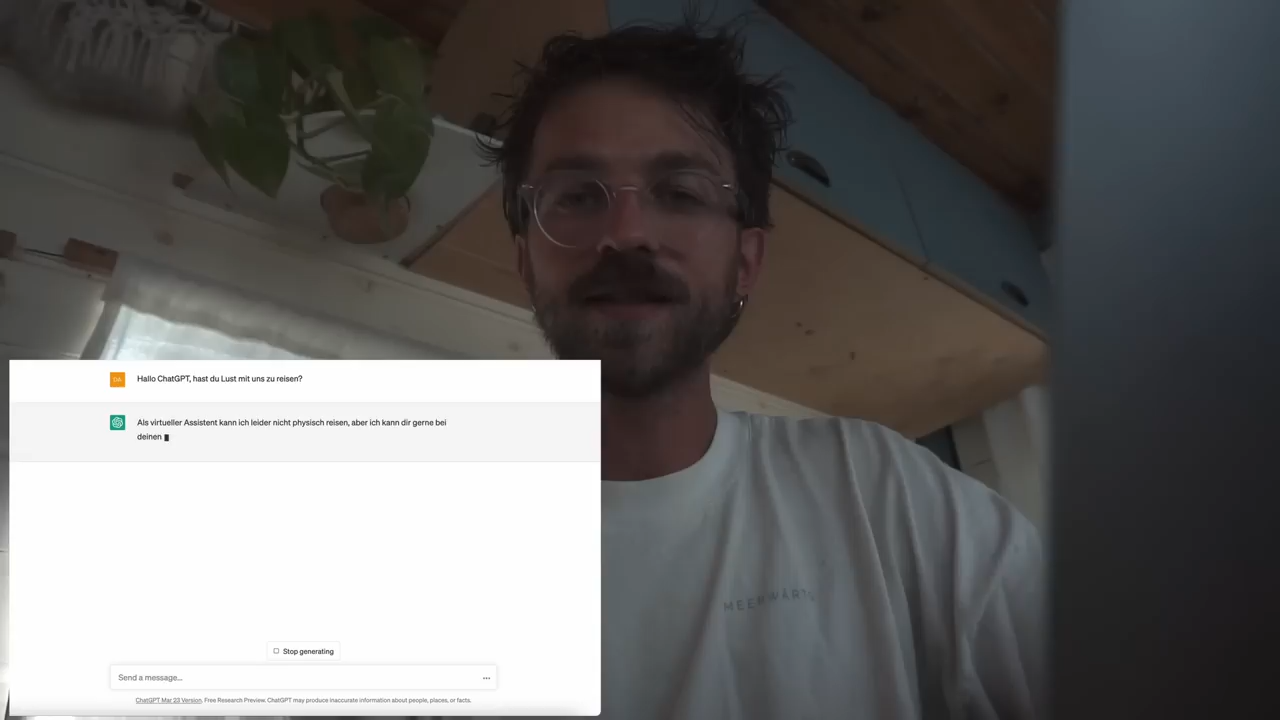 DA
Hallo ChatGPT, hast du Lust mit uns zu reisen?
Als virtueller Assistent kann ich leider nicht physisch reisen, aber ich kann dir gerne bei
deinen
Stop generating
Send a message...
ChatGPT Mar 23 Version. Free Research Preview. ChatGPT may produce inaccurate information about people, places, or facts.
MEERWÄRTS